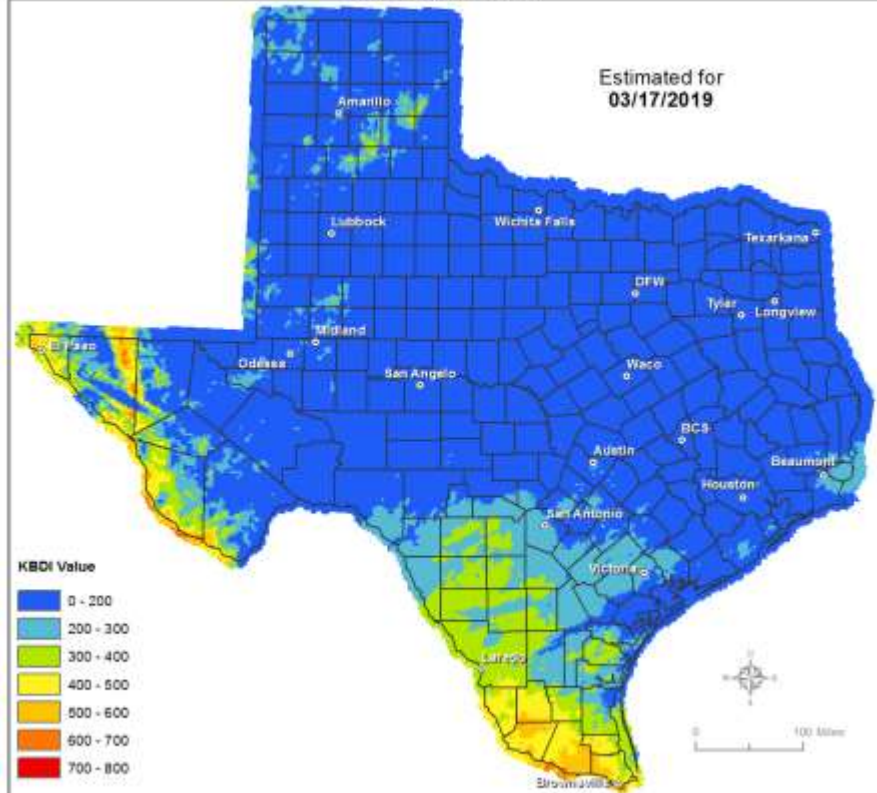 Estimated for
03/17/2019
Amarillo
Lubbock
Wichita Falls
Texarkana
DFW
Tyler
Longview
Midland
El Paso
Odessa
San Angelo
Waco
BCS
Austin
Beaumont
Houston
San Antonio
Victoria
Laredo
Brownsville
KBDI Value
0 - 200
200 - 300
300 - 400
400 - 500
500 - 600
600 - 700
700 - 800
0 100 Miles